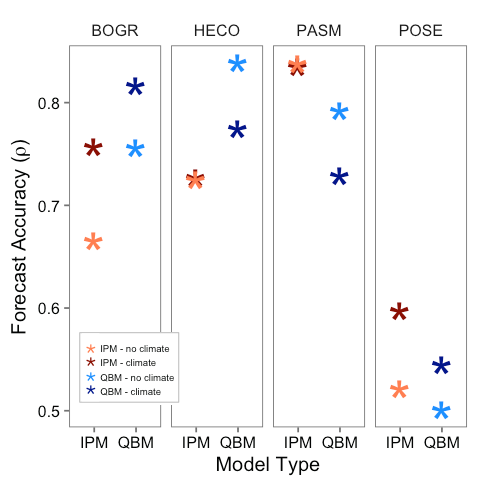 BOGR HECO PASM POSE
Forecast Accuracy (ρ)
0.8
0.7
0.6
0.5
IPM - no climate
IPM - climate
QBM - no climate
QBM - climate
IPM QBM IPM QBM IPM QBM IPM QBM
Model Type